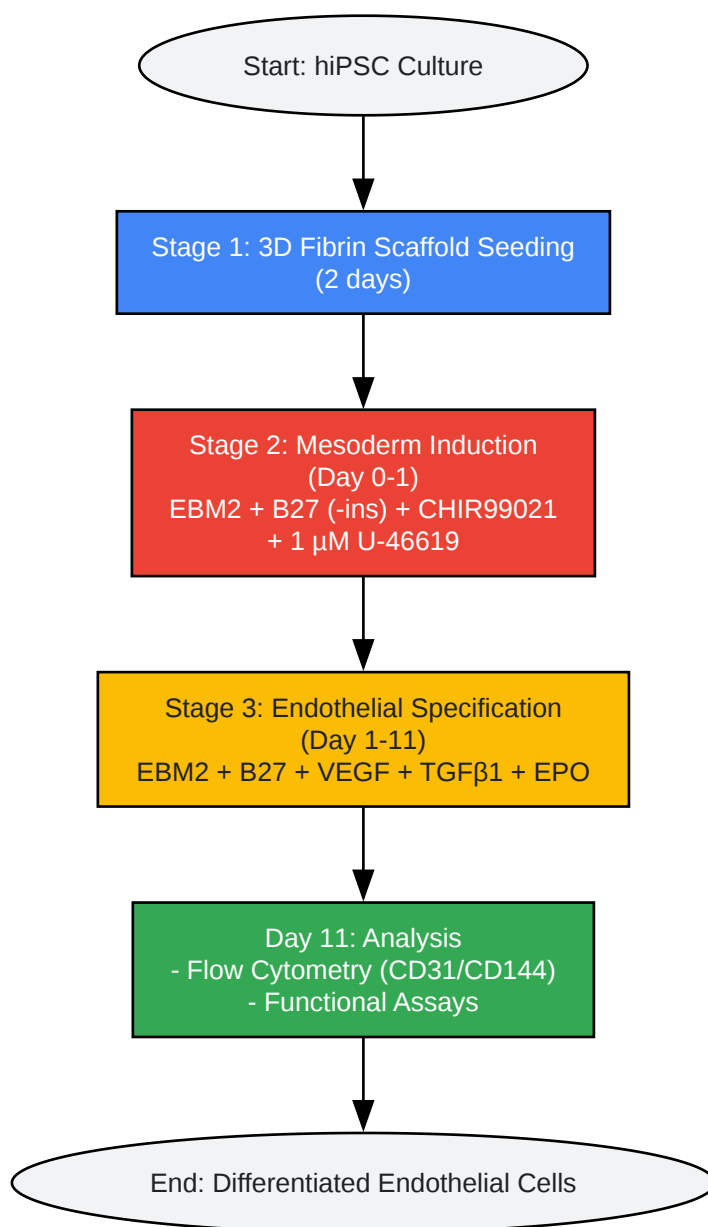 Start: hiPSC Culture
Stage 1: 3D Fibrin Scaffold Seeding
(2 days)
Stage 2: Mesoderm Induction
(Day 0-1)
EBM2 + B27 (-ins) + CHIR99021
+ 1 µM U-46619
Stage 3: Endothelial Specification
(Day 1-11)
EBM2 + B27 + VEGF + TGFβ1 + EPO
Day 11: Analysis
- Flow Cytometry (CD31/CD144)
- Functional Assays
End: Differentiated Endothelial Cells